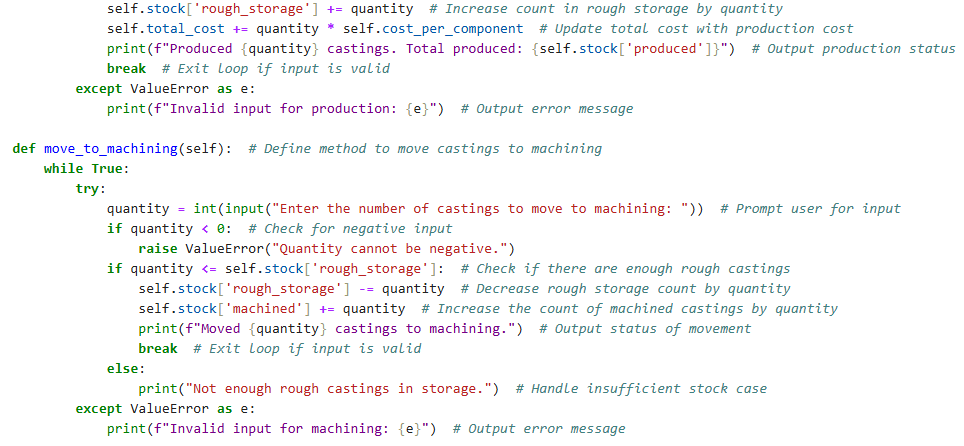 self.stock['rough_storage'] += quantity  # Increase count in rough storage by quantity
            self.total_cost += quantity * self.cost_per_component  # Update total cost with production cost
            print(f"Produced {quantity} castings. Total produced: {self.stock['produced']}")  # Output production status
            break  # Exit loop if input is valid
        except ValueError as e:
            print(f"Invalid input for production: {e}")  # Output error message

def move_to_machining(self):  # Define method to move castings to machining
    while True:
        try:
            quantity = int(input("Enter the number of castings to move to machining: "))  # Prompt user for input
            if quantity < 0:  # Check for negative input
                raise ValueError("Quantity cannot be negative.")
            if quantity <= self.stock['rough_storage']:  # Check if there are enough rough castings
                self.stock['rough_storage'] -= quantity  # Decrease rough storage count by quantity
                self.stock['machined'] += quantity  # Increase the count of machined castings by quantity
                print(f"Moved {quantity} castings to machining.")  # Output status of movement
                break  # Exit loop if input is valid
            else:
                print("Not enough rough castings in storage.")  # Handle insufficient stock case
        except ValueError as e:
            print(f"Invalid input for machining: {e}")  # Output error message